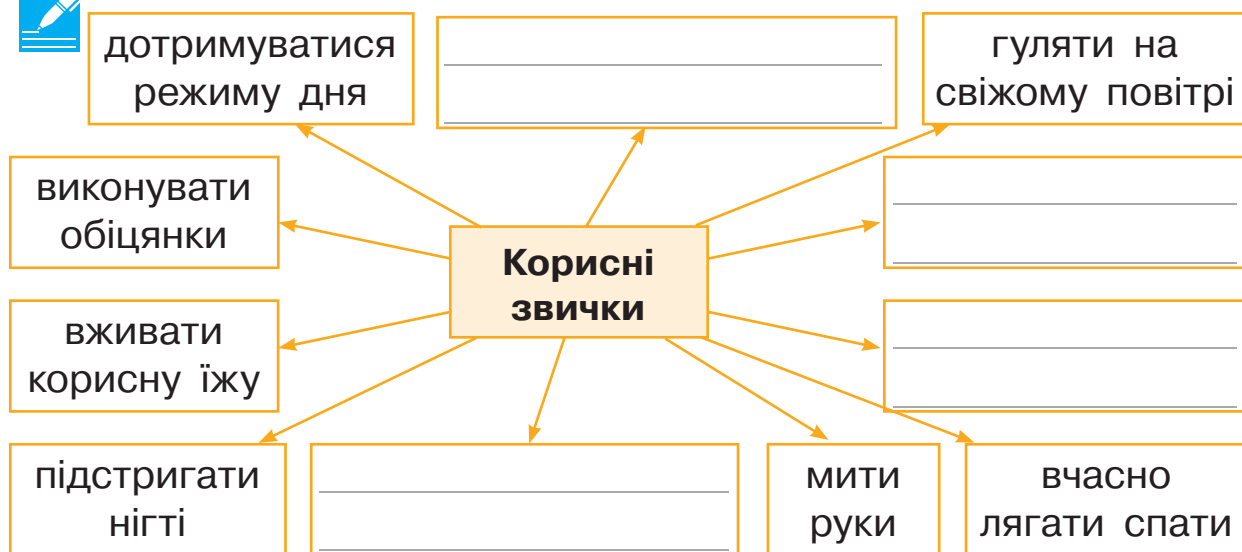 дотримуватися
режиму дня
гуляти на
свіжому повітрі
виконувати
обіцянки
Корисні
звички
вживати
корисну їжу
підстригати
нігті
мити
руки
вчасно
лягати спати